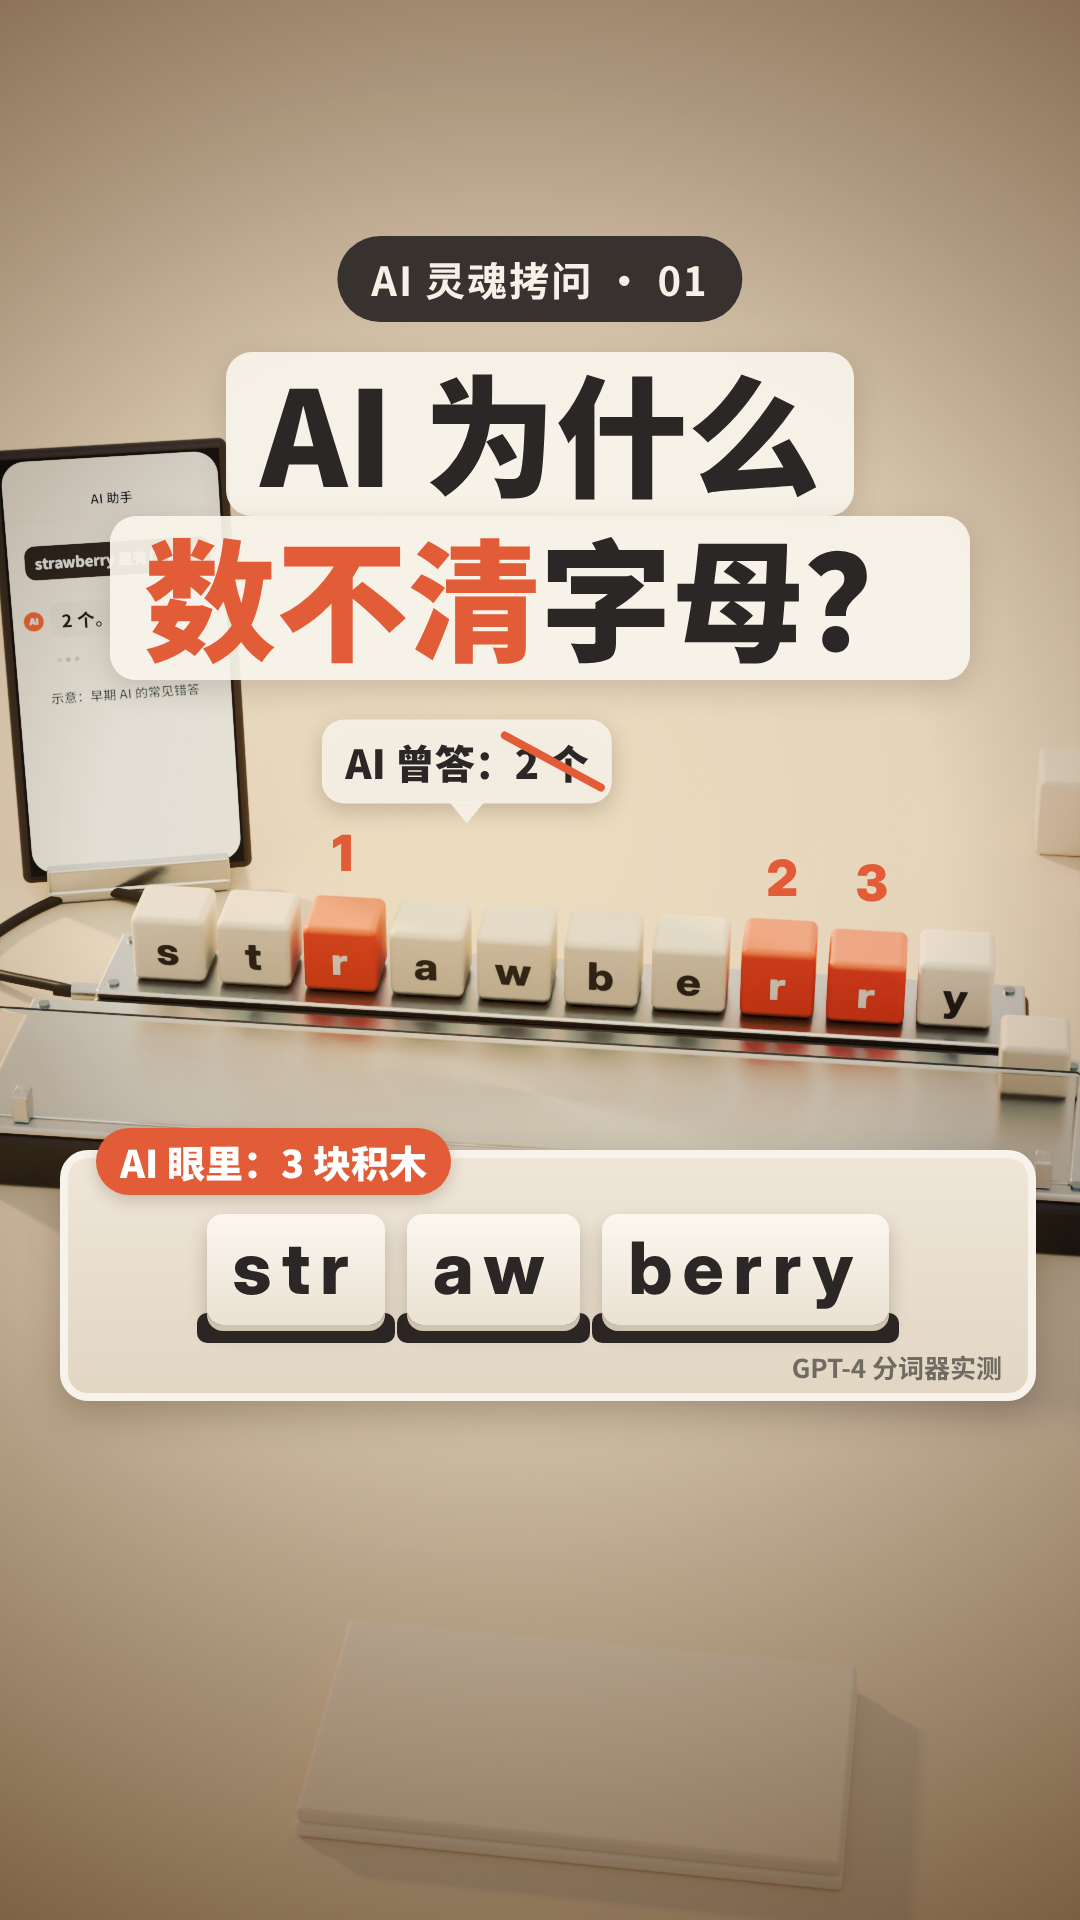 AI 灵魂拷问 · 01
AI 为什么
数不清字母?
AI 助手
strawberry
AI
2 个。
示意：早期 AI 的常见错答
AI 曾答：2 个
1
2
3
s t r a w b e r r y
AI 眼里：3 块积木
str aw berry
GPT-4 分词器实测